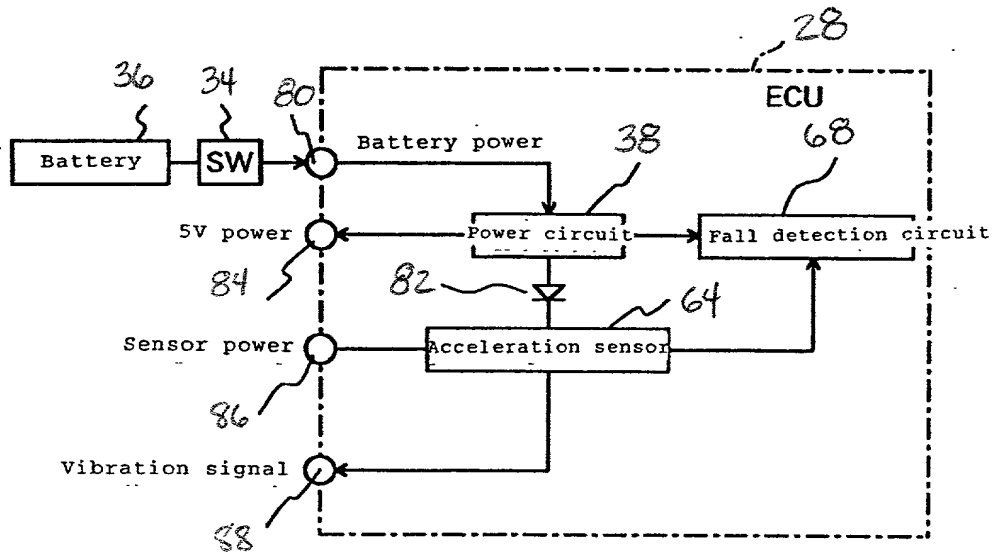 28
36
34
80
ECU
Battery
SW
Battery power
38
68
5V power
Power circuit
Fall detection circuit
84
82
64
Sensor power
Acceleration sensor
86
Vibration signal
88